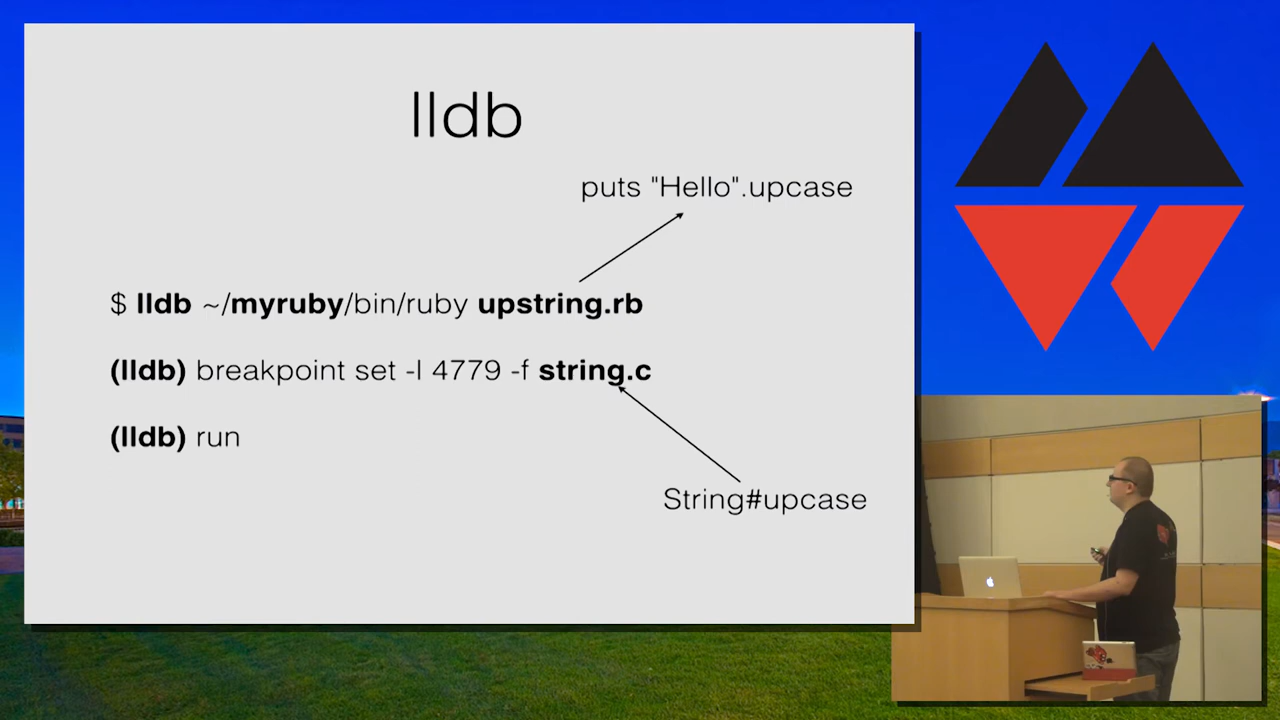 lldb
puts "Hello".upcase
$ lldb ~/myruby/bin/ruby upstring.rb
(lldb) breakpoint set -l 4779 -f string.c
(lldb) run
String#upcase